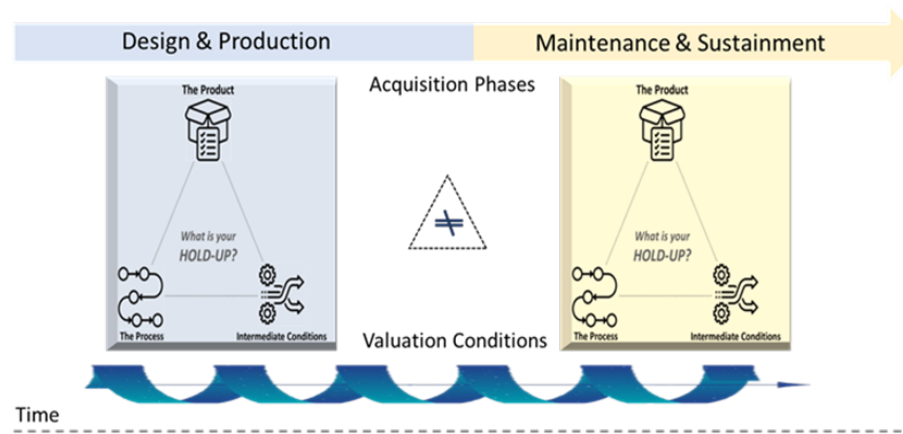 Design & Production
Maintenance & Sustainment
Acquisition Phases
The Product
What is your
HOLD-UP?
The Process
Intermediate Conditions
≠
The Product
What is your
HOLD-UP?
The Process
Intermediate Conditions
Valuation Conditions
Time